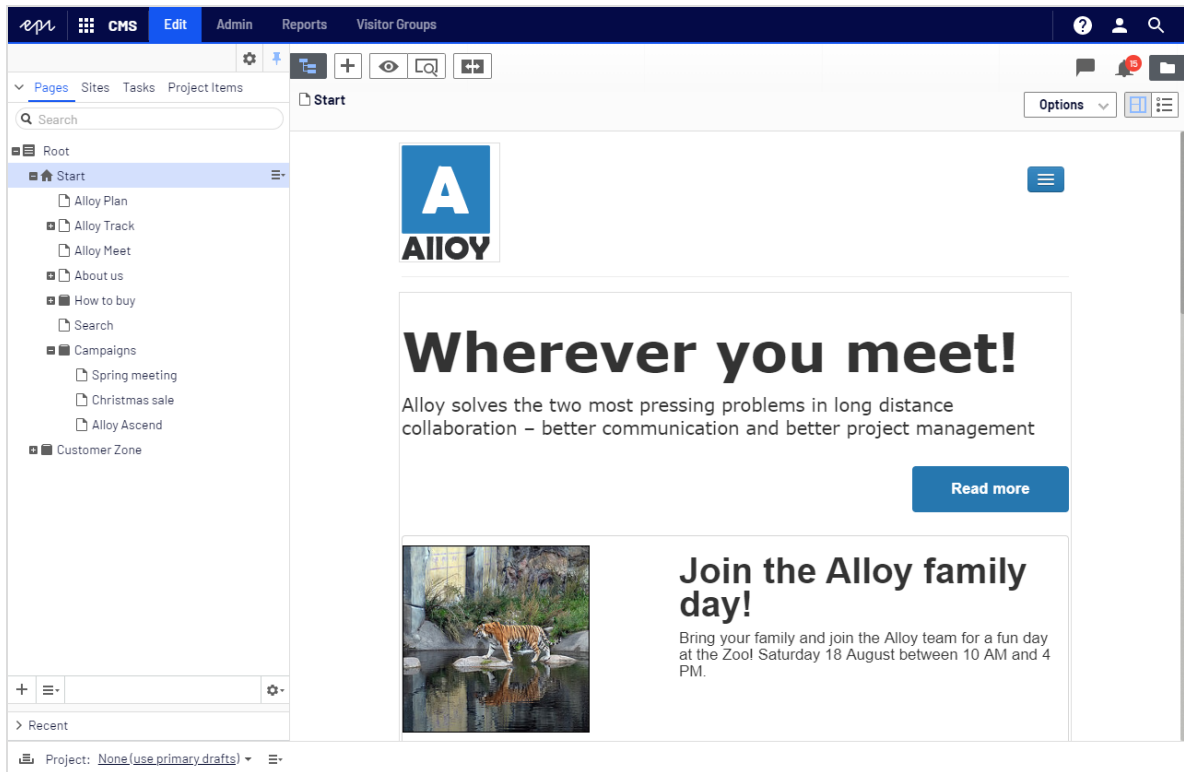 epi CMS Edit Admin Reports Visitor Groups
Pages Sites Tasks Project Items
Search
Root
Start
Alloy Plan
Alloy Track
Alloy Meet
About us
How to buy
Search
Campaigns
Spring meeting
Christmas sale
Alloy Ascend
Customer Zone
Recent
Project: None (use primary drafts)
15
Start
Options
A
Alloy
Wherever you meet!
Alloy solves the two most pressing problems in long distance
collaboration – better communication and better project management
Read more
Join the Alloy family
day!
Bring your family and join the Alloy team for a fun day
at the Zoo! Saturday 18 August between 10 AM and 4
PM.